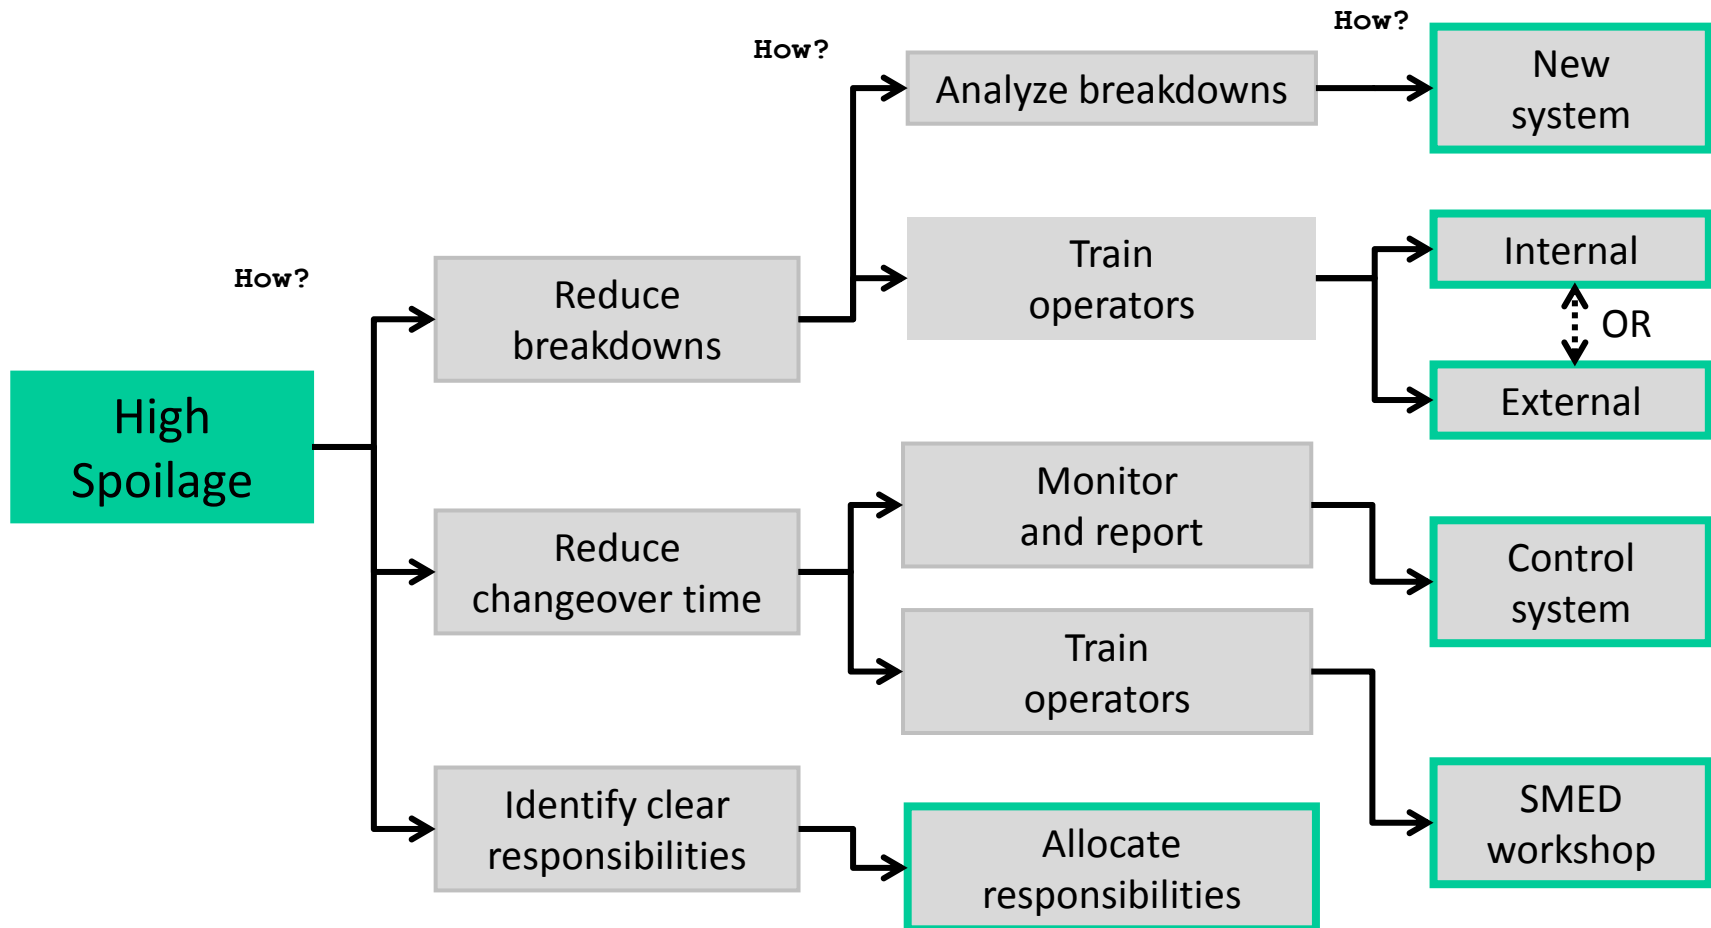 How?
How?
How?
High
Spoilage
Reduce
breakdowns
Reduce
changeover time
Identify clear
responsibilities
Analyze breakdowns
Train
operators
Monitor
and report
Train
operators
Allocate
responsibilities
New
system
Internal
OR
External
Control
system
SMED
workshop